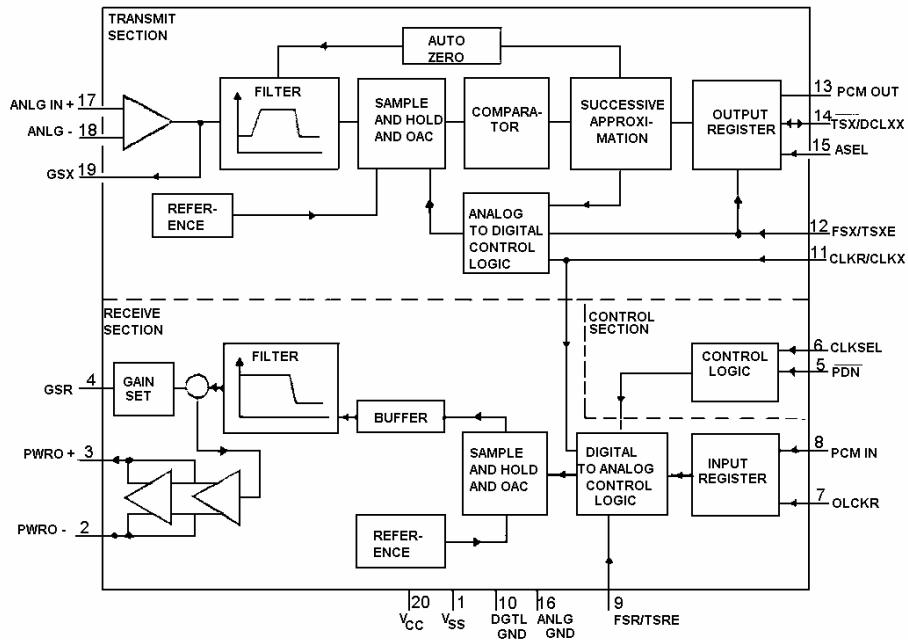 TRANSMIT
SECTION
AUTO
ZERO
ANLG IN + 17
ANLG - 18
GSX 19
FILTER
SAMPLE
AND HOLD
AND OAC
COMPARA-
TOR
SUCCESSIVE
APPROXI-
MATION
OUTPUT
REGISTER
13 PCM OUT
14 TSX/DCLXX
15 ASEL
REFER-
ENCE
ANALOG
TO DIGITAL
CONTROL
LOGIC
12 FSX/TSXE
11 CLKR/CLKX
RECEIVE
SECTION
CONTROL
SECTION
GSR 4
GAIN
SET
FILTER
BUFFER
CONTROL
LOGIC
6 CLKSEL
5 PDN
PWRO + 3
PWRO - 2
SAMPLE
AND HOLD
AND OAC
DIGITAL
TO ANALOG
CONTROL
LOGIC
INPUT
REGISTER
8 PCM IN
7 OLCKR
REFER-
ENCE
20
VCC
1
VSS
10
DGTL
GND
16
ANLG
GND
9
FSR/TSRE